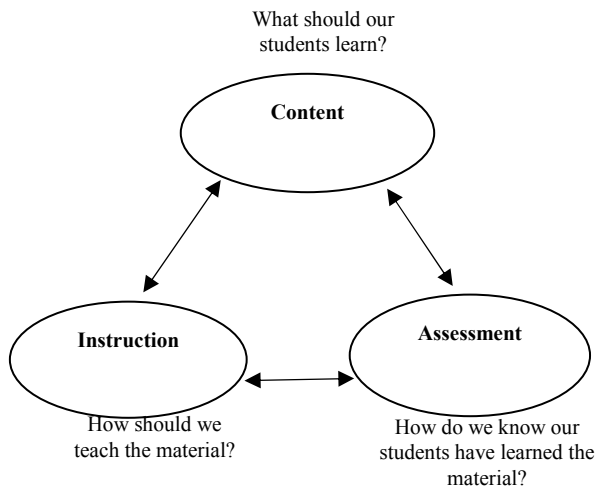 What should our
students learn?
Content
Instruction
Assessment
How should we
teach the material?
How do we know our
students have learned the
material?